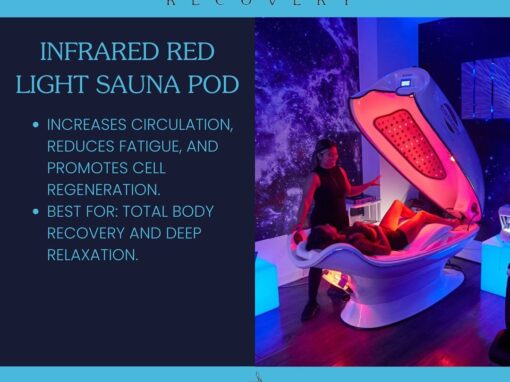 RECOVERY
INFRARED RED
LIGHT SAUNA POD
• INCREASES CIRCULATION,
REDUCES FATIGUE, AND
PROMOTES CELL
REGENERATION.
• BEST FOR: TOTAL BODY
RECOVERY AND DEEP
RELAXATION.